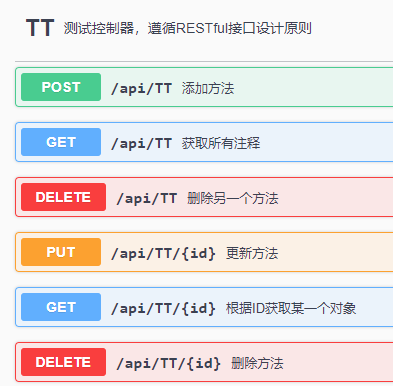 TT 测试控制器，遵循RESTful接口设计原则
POST /api/TT 添加方法
GET /api/TT 获取所有注释
DELETE /api/TT 删除另一个方法
PUT /api/TT/{id} 更新方法
GET /api/TT/{id} 根据ID获取某一个对象
DELETE /api/TT/{id} 删除方法